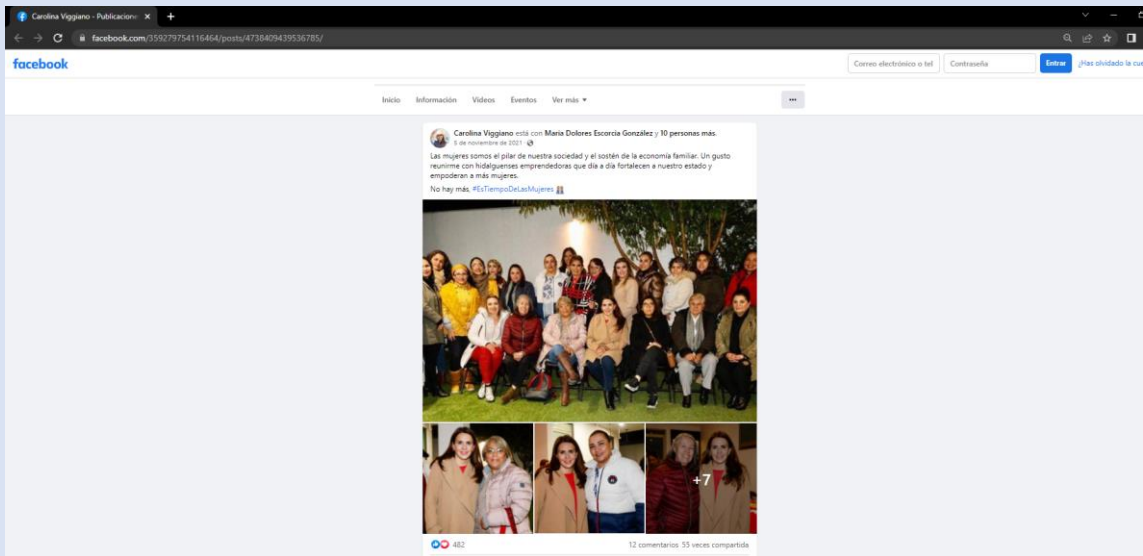 Carolina Viggiano - Publicacione
facebook.com/359279754116464/posts/4738409439536785/
facebook
Correo electrónico o tel
Contraseña
Entrar
¿Has olvidado la cue
Inicio Información Videos Eventos Ver más
Carolina Viggiano está con Maria Dolores Escorcia González y 10 personas más.
5 de noviembre de 2021
Las mujeres somos el pilar de nuestra sociedad y el sostén de la economía familiar. Un gusto
reunirme con hidalguenses emprendedoras que día a día fortalecen a nuestro estado y
empoderan a más mujeres.
No hay más, #EsTiempoDeLasMujeres
+7
482
12 comentarios 55 veces compartida